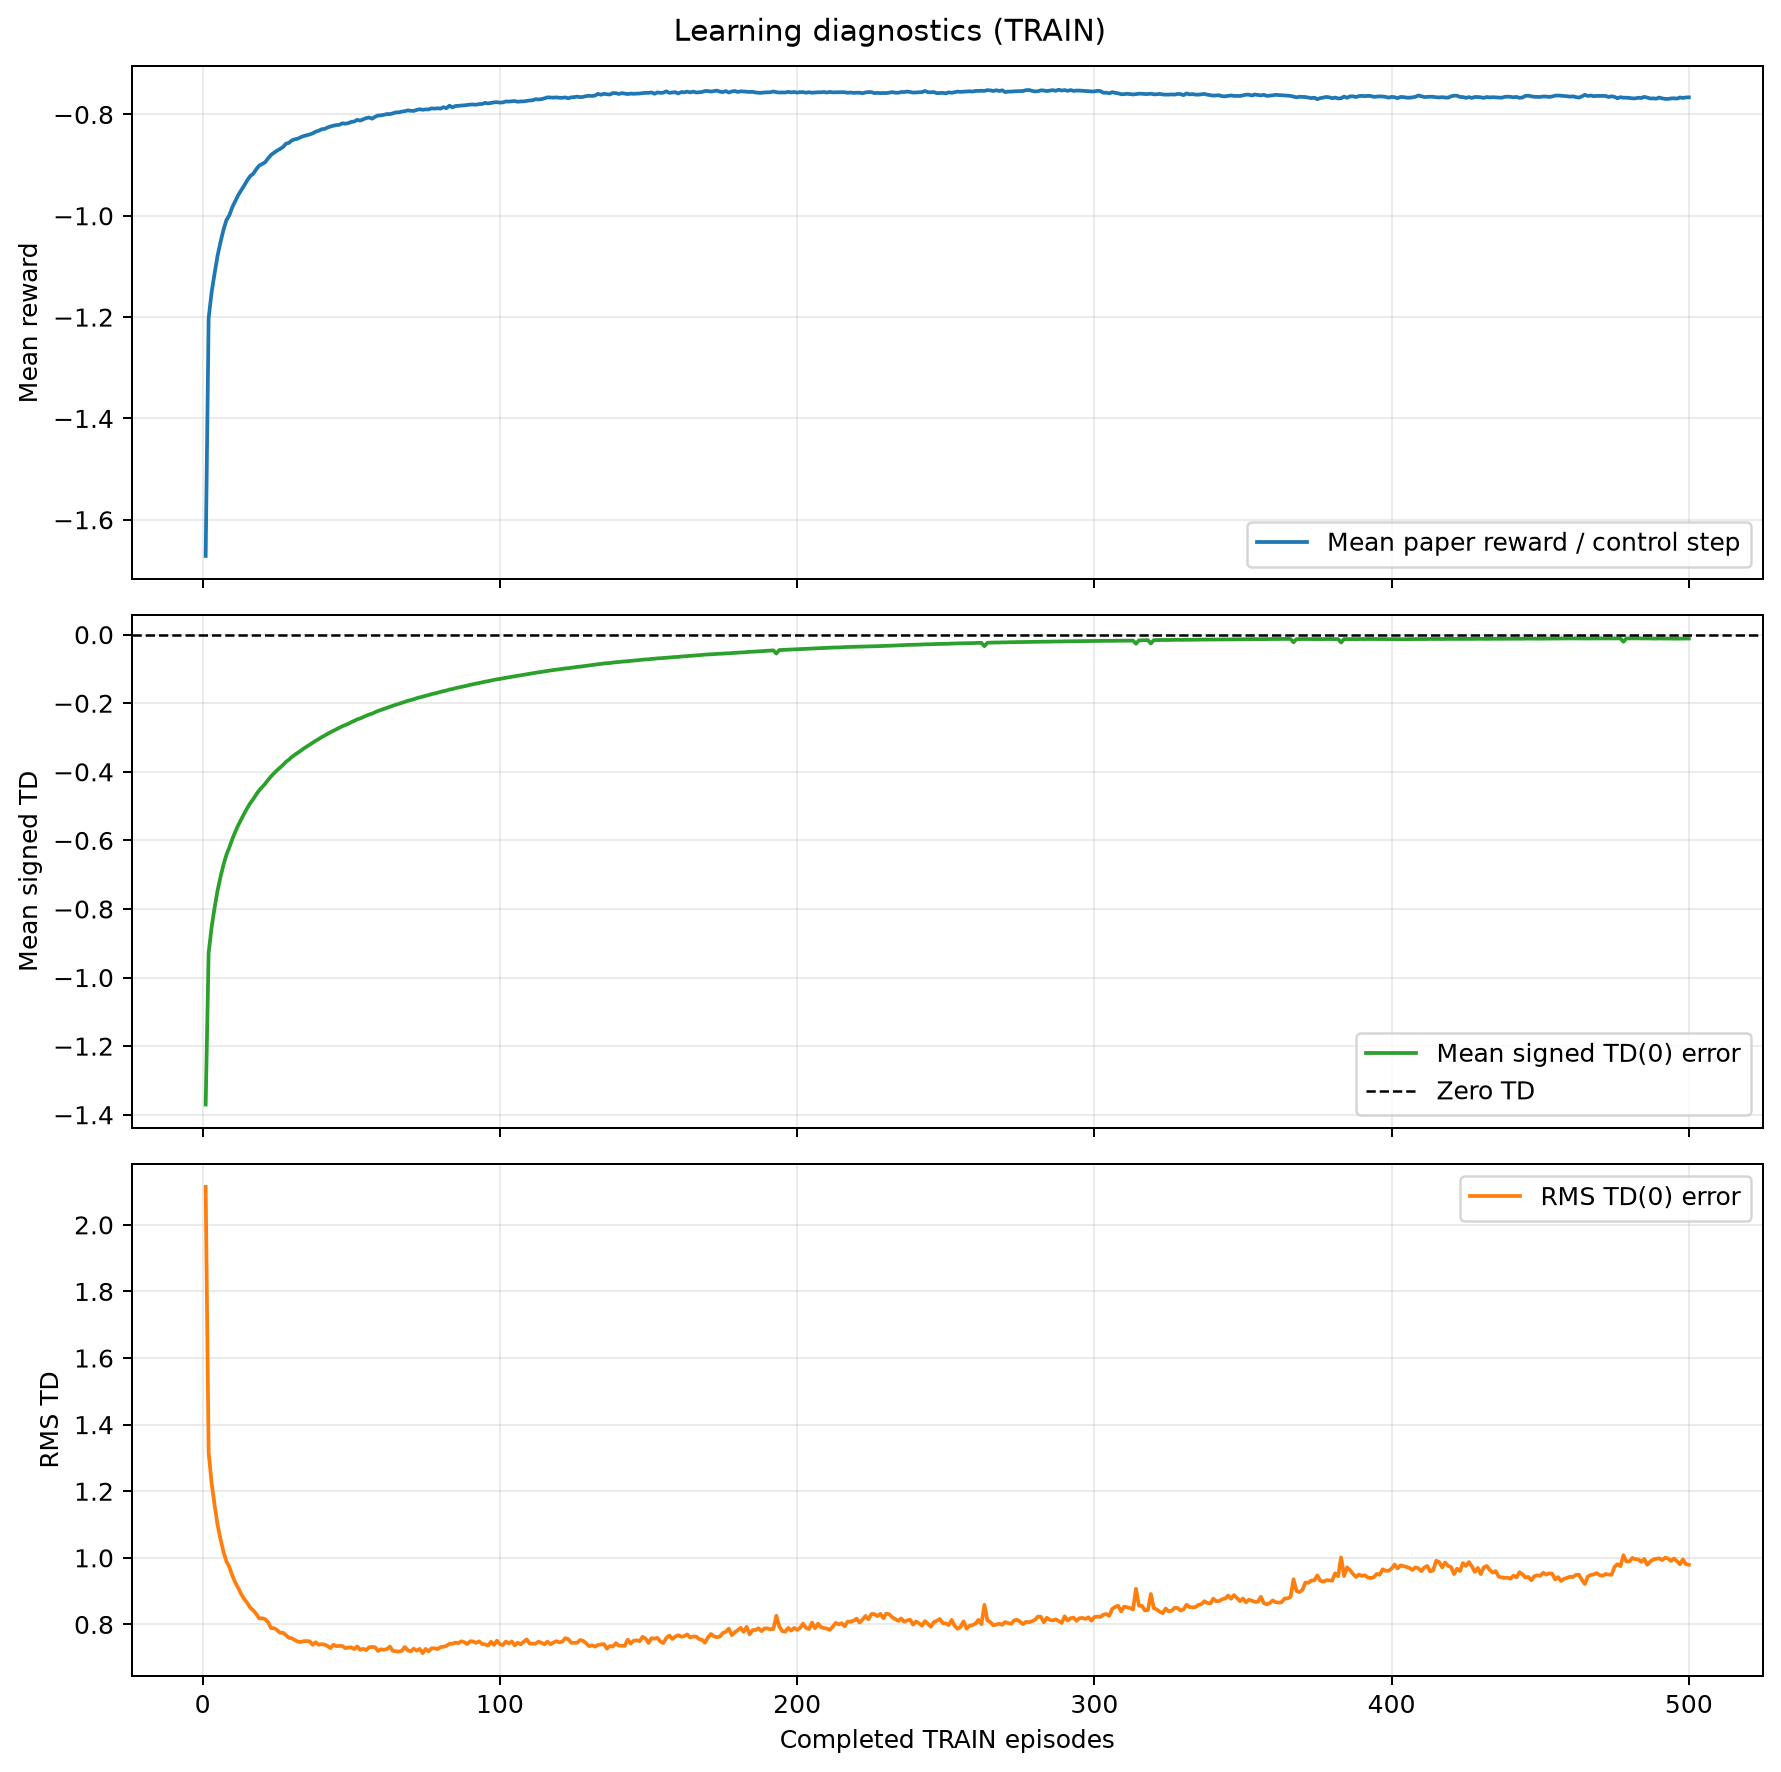 Learning diagnostics (TRAIN)
Mean reward
−0.8
−1.0
−1.2
−1.4
−1.6
Mean paper reward / control step
Mean signed TD
0.0
−0.2
−0.4
−0.6
−0.8
−1.0
−1.2
−1.4
Mean signed TD(0) error
Zero TD
RMS TD
2.0
1.8
1.6
1.4
1.2
1.0
0.8
RMS TD(0) error
0 100 200 300 400 500
Completed TRAIN episodes